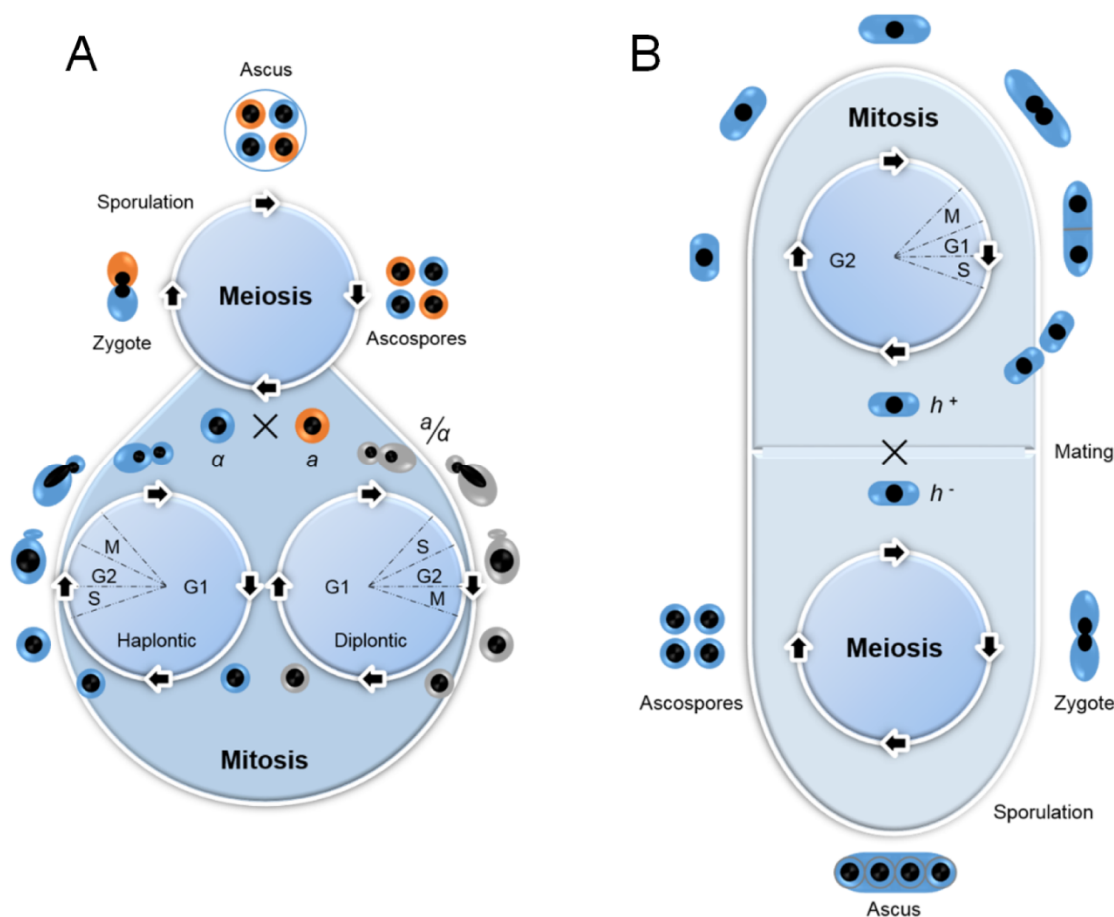 A
Ascus
Sporulation
Meiosis
Zygote
Ascospores
α
a
a/α
M
G2
S
G1
Haplontic
S
G2
M
G1
Diplontic
Mitosis
B
Mitosis
M
G1
S
G2
h +
Mating
h -
Meiosis
Ascospores
Zygote
Sporulation
Ascus